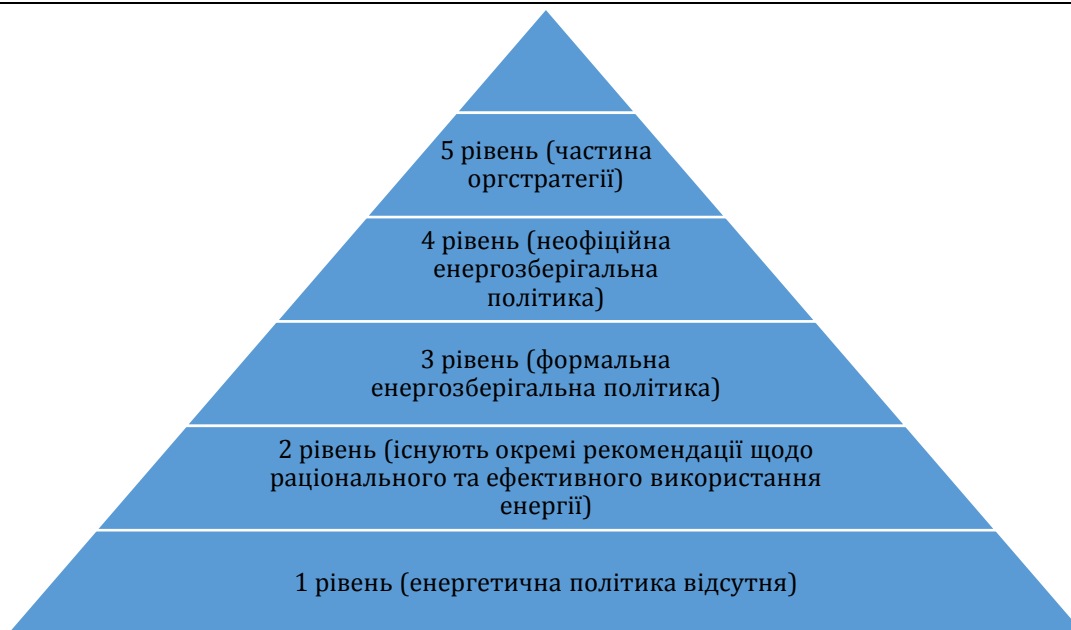 5 рівень (частина
оргстратегії)
4 рівень (неофіційна
енергозберігальна
політика)
3 рівень (формальна
енергозберігальна політика)
2 рівень (існують окремі рекомендації щодо
раціонального та ефективного використання
енергії)
1 рівень (енергетична політика відсутня)